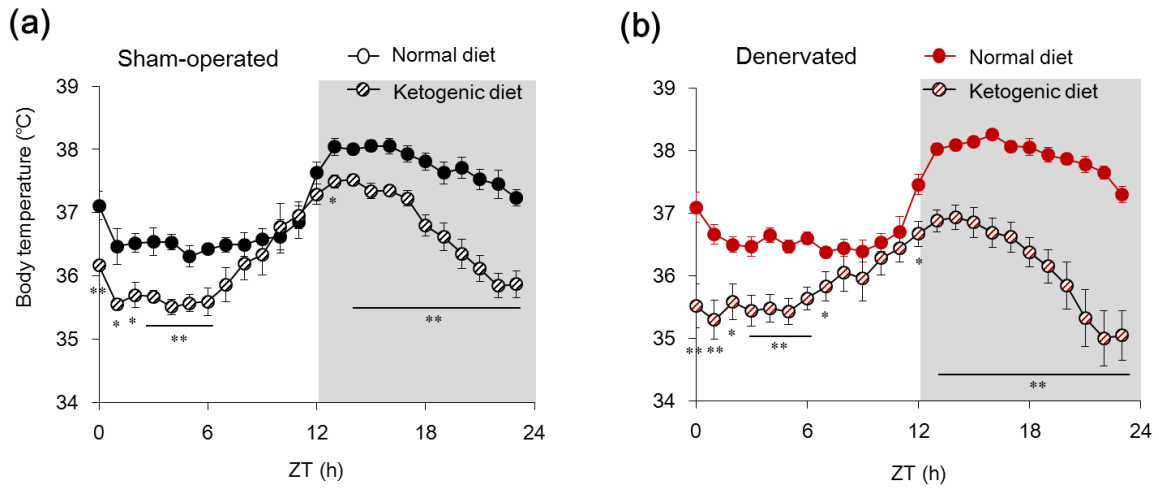 (a)
Sham-operated
Normal diet
Ketogenic diet
Body temperature (℃)
39
38
37
36
35
34
** * * ** * **
0 6 12 18 24
ZT (h)
(b)
Denervated
Normal diet
Ketogenic diet
39
38
37
36
35
34
** ** * ** * * **
0 6 12 18 24
ZT (h)